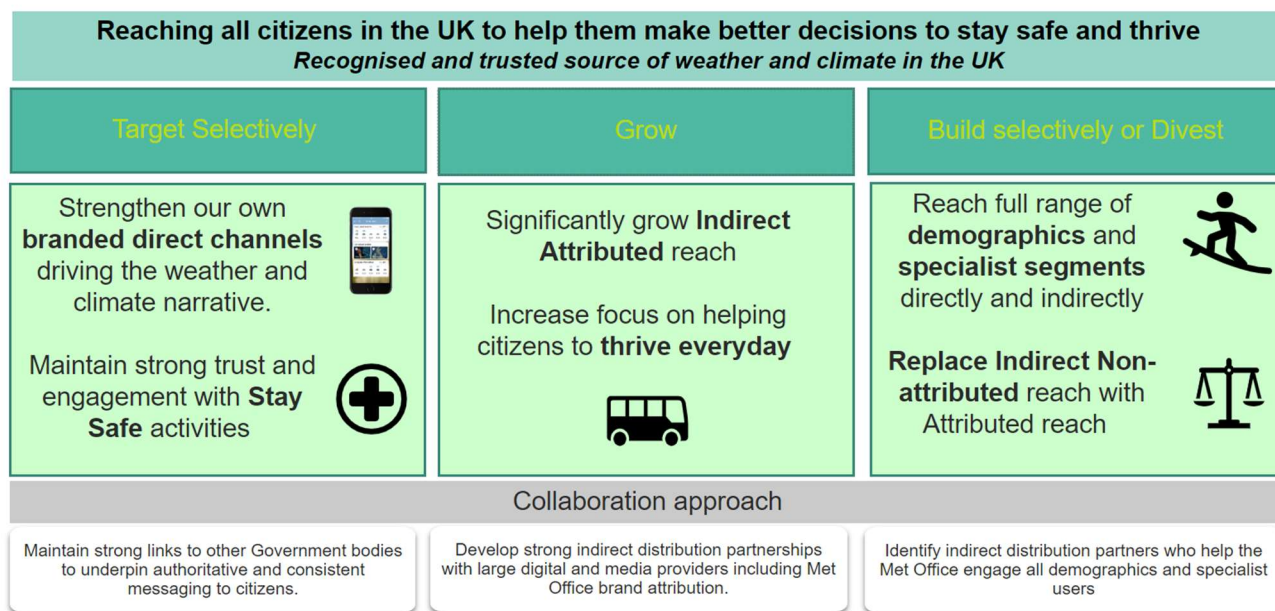 Reaching all citizens in the UK to help them make better decisions to stay safe and thrive
Recognised and trusted source of weather and climate in the UK
Target Selectively
Strengthen our own
branded direct channels
driving the weather and
climate narrative.
Maintain strong trust and
engagement with Stay
Safe activities
Grow
Significantly grow Indirect
Attributed reach
Increase focus on helping
citizens to thrive everyday
Build selectively or Divest
Reach full range of
demographics and
specialist segments
directly and indirectly
Replace Indirect Non-
attributed reach with
Attributed reach
Collaboration approach
Maintain strong links to other Government bodies
to underpin authoritative and consistent
messaging to citizens.
Develop strong indirect distribution partnerships
with large digital and media providers including Met
Office brand attribution.
Identify indirect distribution partners who help the
Met Office engage all demographics and specialist
users